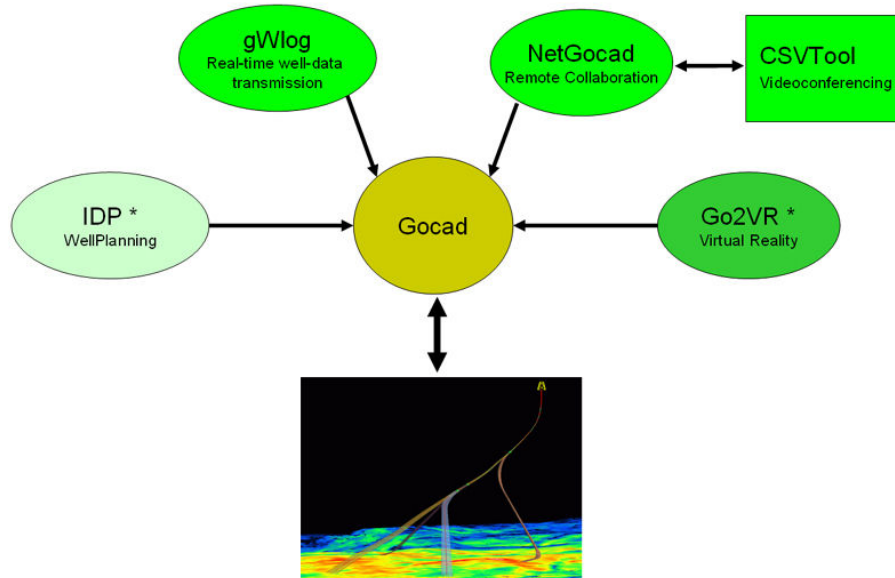 gWlog
Real-time well-data
transmission
NetGocad
Remote Collaboration
CSVTool
Videoconferencing
IDP *
WellPlanning
Gocad
Go2VR *
Virtual Reality